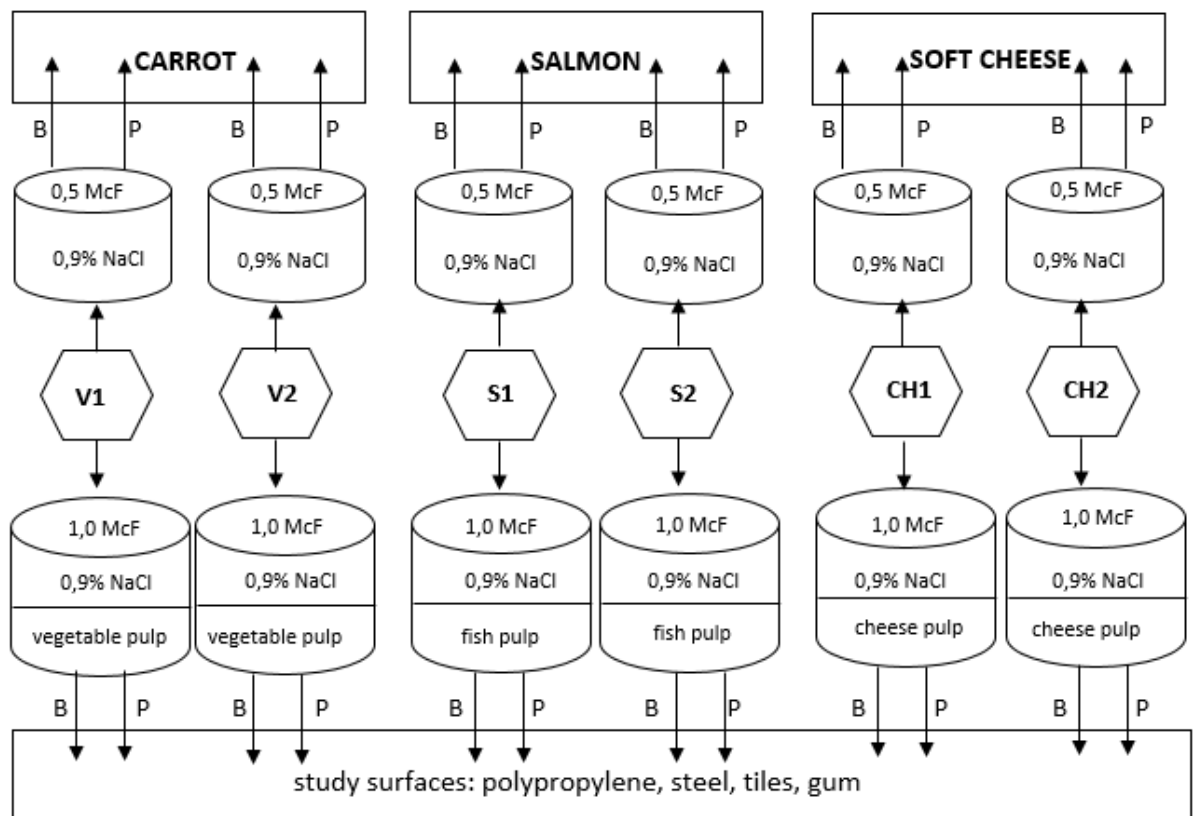 CARROT SALMON SOFT CHEESE
B P B P B P B P B P B P
0,5 McF 0,5 McF 0,5 McF 0,5 McF 0,5 McF 0,5 McF
0,9% NaCl 0,9% NaCl 0,9% NaCl 0,9% NaCl 0,9% NaCl 0,9% NaCl
V1 V2 S1 S2 CH1 CH2
1,0 McF 1,0 McF 1,0 McF 1,0 McF 1,0 McF 1,0 McF
0,9% NaCl 0,9% NaCl 0,9% NaCl 0,9% NaCl 0,9% NaCl 0,9% NaCl
vegetable pulp vegetable pulp fish pulp fish pulp cheese pulp cheese pulp
B P B P B P B P B P B P
study surfaces: polypropylene, steel, tiles, gum